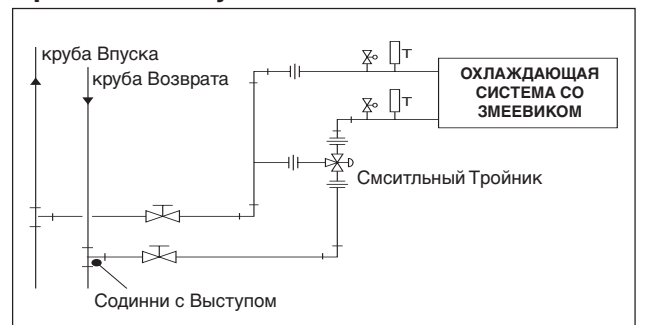 круба Впуска
круба Возврата
Т
ОХЛАЖДАЮЩАЯ
СИСТЕМА СО
ЗМЕЕВИКОМ
Т
Смситльный Тройник
Содинни с Выступом